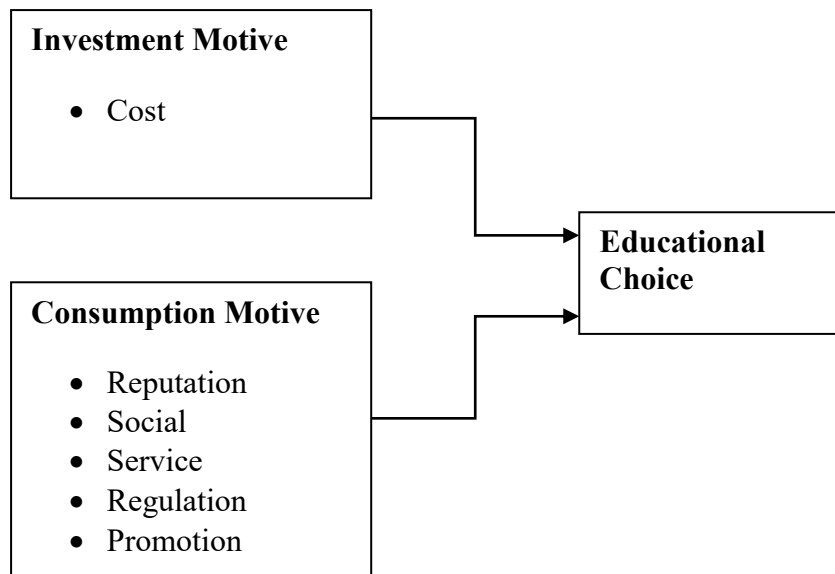 Investment Motive
• Cost
Educational
Choice
Consumption Motive
• Reputation
• Social
• Service
• Regulation
• Promotion